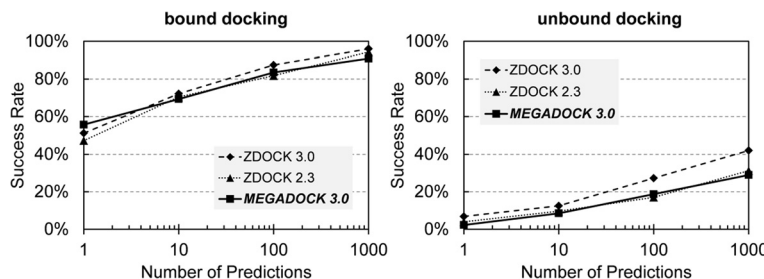 bound docking
100%
80%
60%
40%
20%
0%
Success Rate
ZDOCK 3.0
ZDOCK 2.3
MEGADOCK 3.0
1
10
100
1000
Number of Predictions
unbound docking
100%
80%
60%
40%
20%
0%
Success Rate
ZDOCK 3.0
ZDOCK 2.3
MEGADOCK 3.0
1
10
100
1000
Number of Predictions